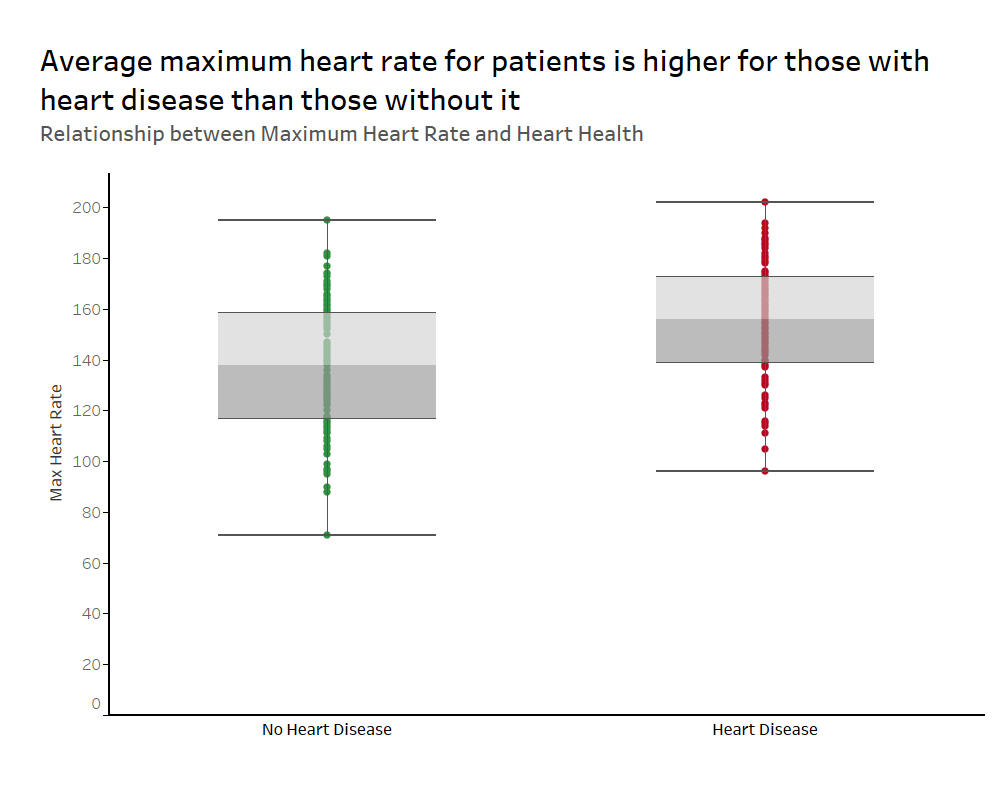 Average maximum heart rate for patients is higher for those with
heart disease than those without it
Relationship between Maximum Heart Rate and Heart Health
200
180
160
140
120
100
80
60
40
20
0
Max Heart Rate
No Heart Disease
Heart Disease